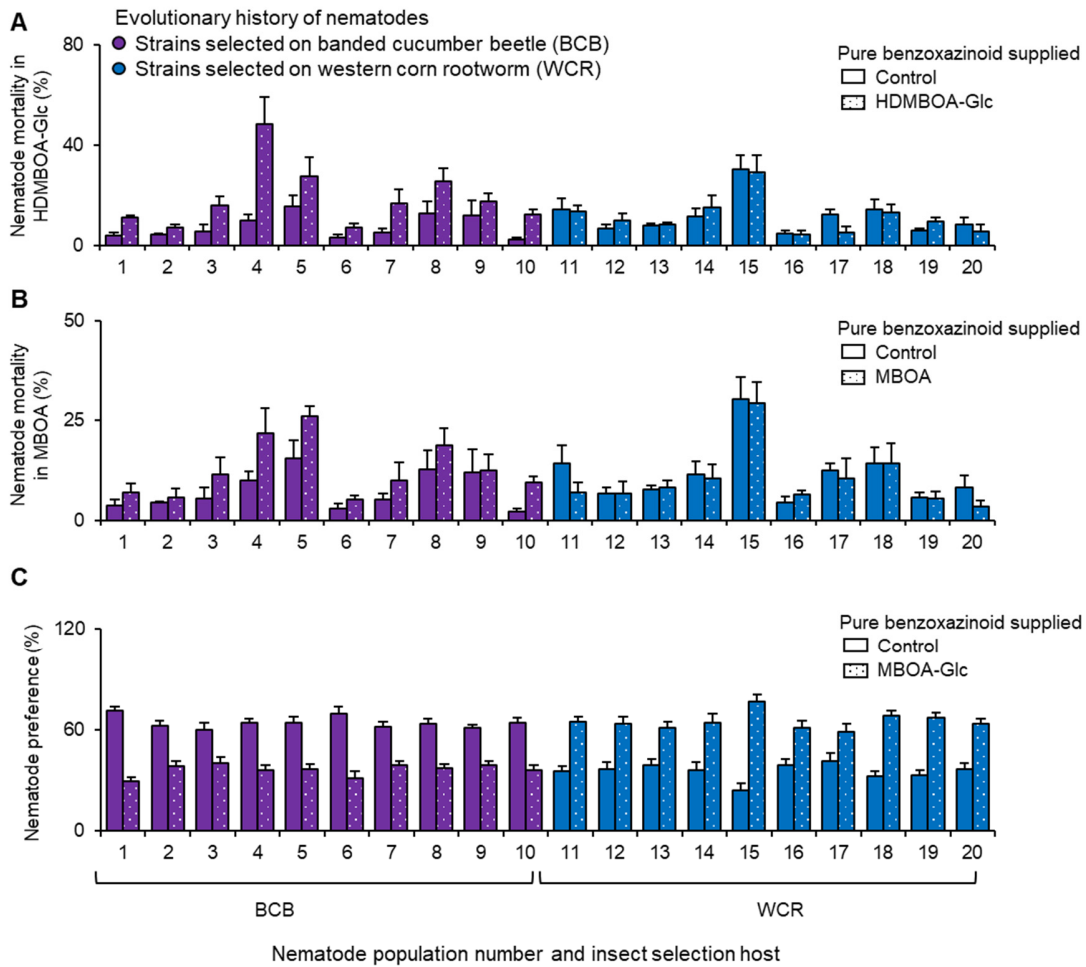 A
Evolutionary history of nematodes
Strains selected on banded cucumber beetle (BCB)
Strains selected on western corn rootworm (WCR)
Pure benzoxazinoid supplied
Control
HDMBOA-Glc
Nematode mortality in
HDMBOA-Glc (%)
80
40
0
1 2 3 4 5 6 7 8 9 10 11 12 13 14 15 16 17 18 19 20
B
Pure benzoxazinoid supplied
Control
MBOA
Nematode mortality
in MBOA (%)
50
25
0
1 2 3 4 5 6 7 8 9 10 11 12 13 14 15 16 17 18 19 20
C
Pure benzoxazinoid supplied
Control
MBOA-Glc
Nematode preference (%)
120
60
0
1 2 3 4 5 6 7 8 9 10 11 12 13 14 15 16 17 18 19 20
BCB WCR
Nematode population number and insect selection host